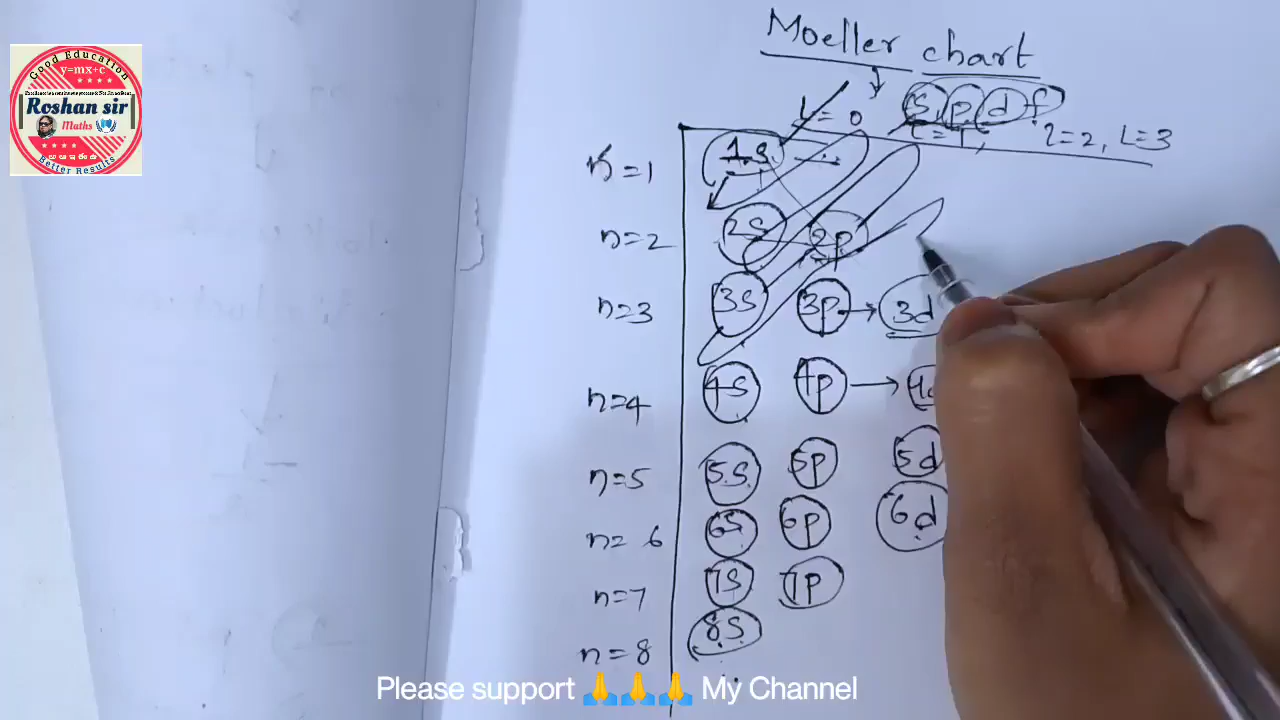 Good Education
y=mx+c
Roshan sir
Maths
Better Results
Moeller chart
s, p, d f
l = 0 l = 1, l=2, L=3
n=1 1s
n=2 2s 2p
n=3 3s 3p → 3d
n=4 4s 4p →
n=5 5s 5p 5d
n=6 6s 6p 6d
n=7 7s 7p
n=8 8s
Please support 🙏🙏🙏 My Channel